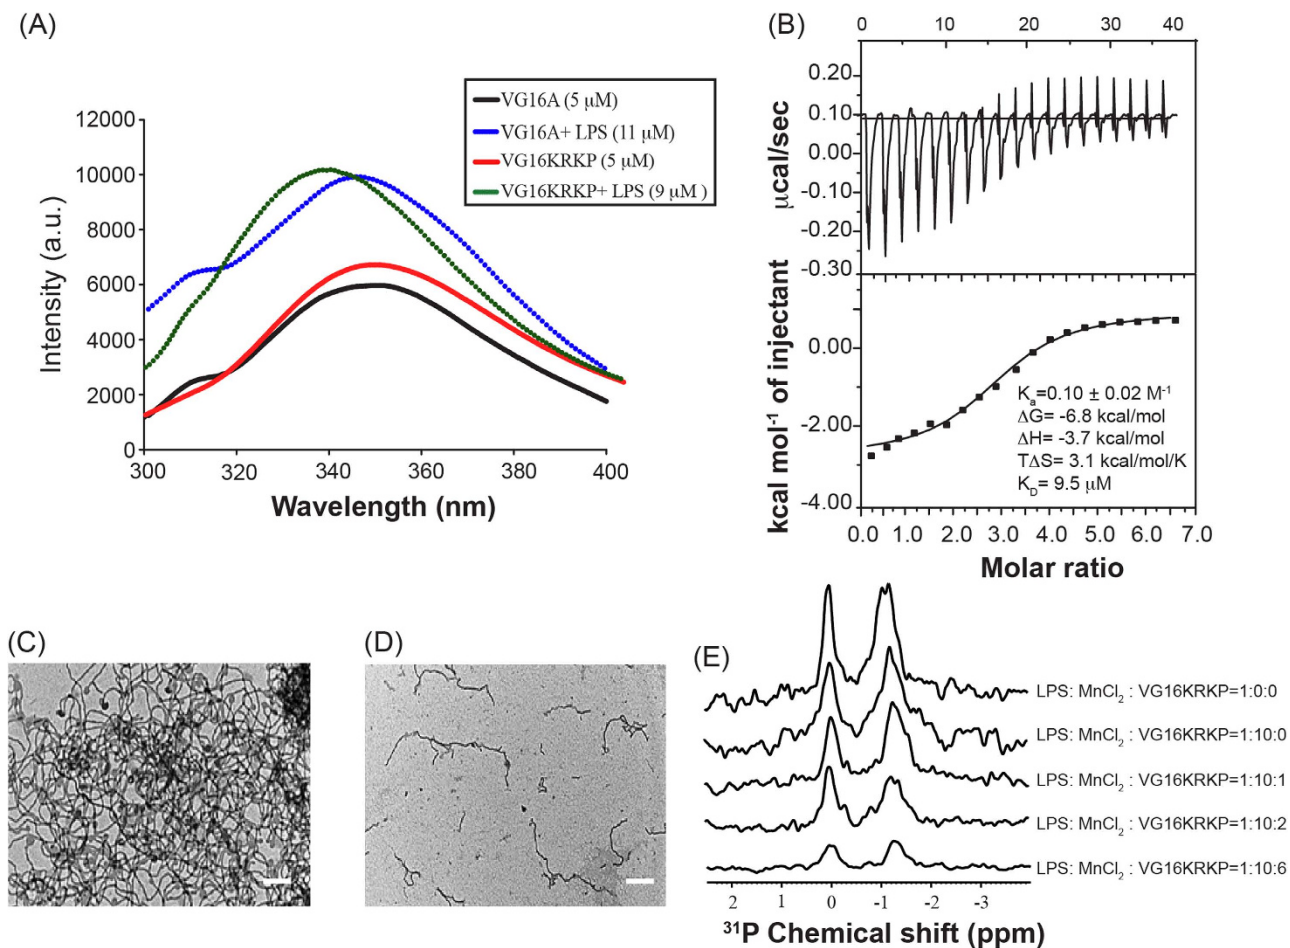 (A)
VG16A (5 μM)
VG16A+ LPS (11 μM)
VG16KRKP (5 μM)
VG16KRKP+ LPS (9 μM )
12000
10000
8000
6000
4000
2000
0
Intensity (a.u.)
300
320
340
360
380
400
Wavelength (nm)
(B)
0 10 20 30 40
0.20
0.10
0.00
-0.10
-0.20
-0.30
μcal/sec
0.00
-2.00
-4.00
kcal mol⁻¹ of injectant
Kₐ=0.10 ± 0.02 M⁻¹
ΔG= -6.8 kcal/mol
ΔH= -3.7 kcal/mol
TΔS= 3.1 kcal/mol/K
K_D= 9.5 μM
0.0 1.0 2.0 3.0 4.0 5.0 6.0 7.0
Molar ratio
(C)
(D)
(E)
LPS: MnCl₂ : VG16KRKP=1:0:0
LPS: MnCl₂ : VG16KRKP=1:10:0
LPS: MnCl₂ : VG16KRKP=1:10:1
LPS: MnCl₂ : VG16KRKP=1:10:2
LPS: MnCl₂ : VG16KRKP=1:10:6
2 1 0 -1 -2 -3
³¹P Chemical shift (ppm)